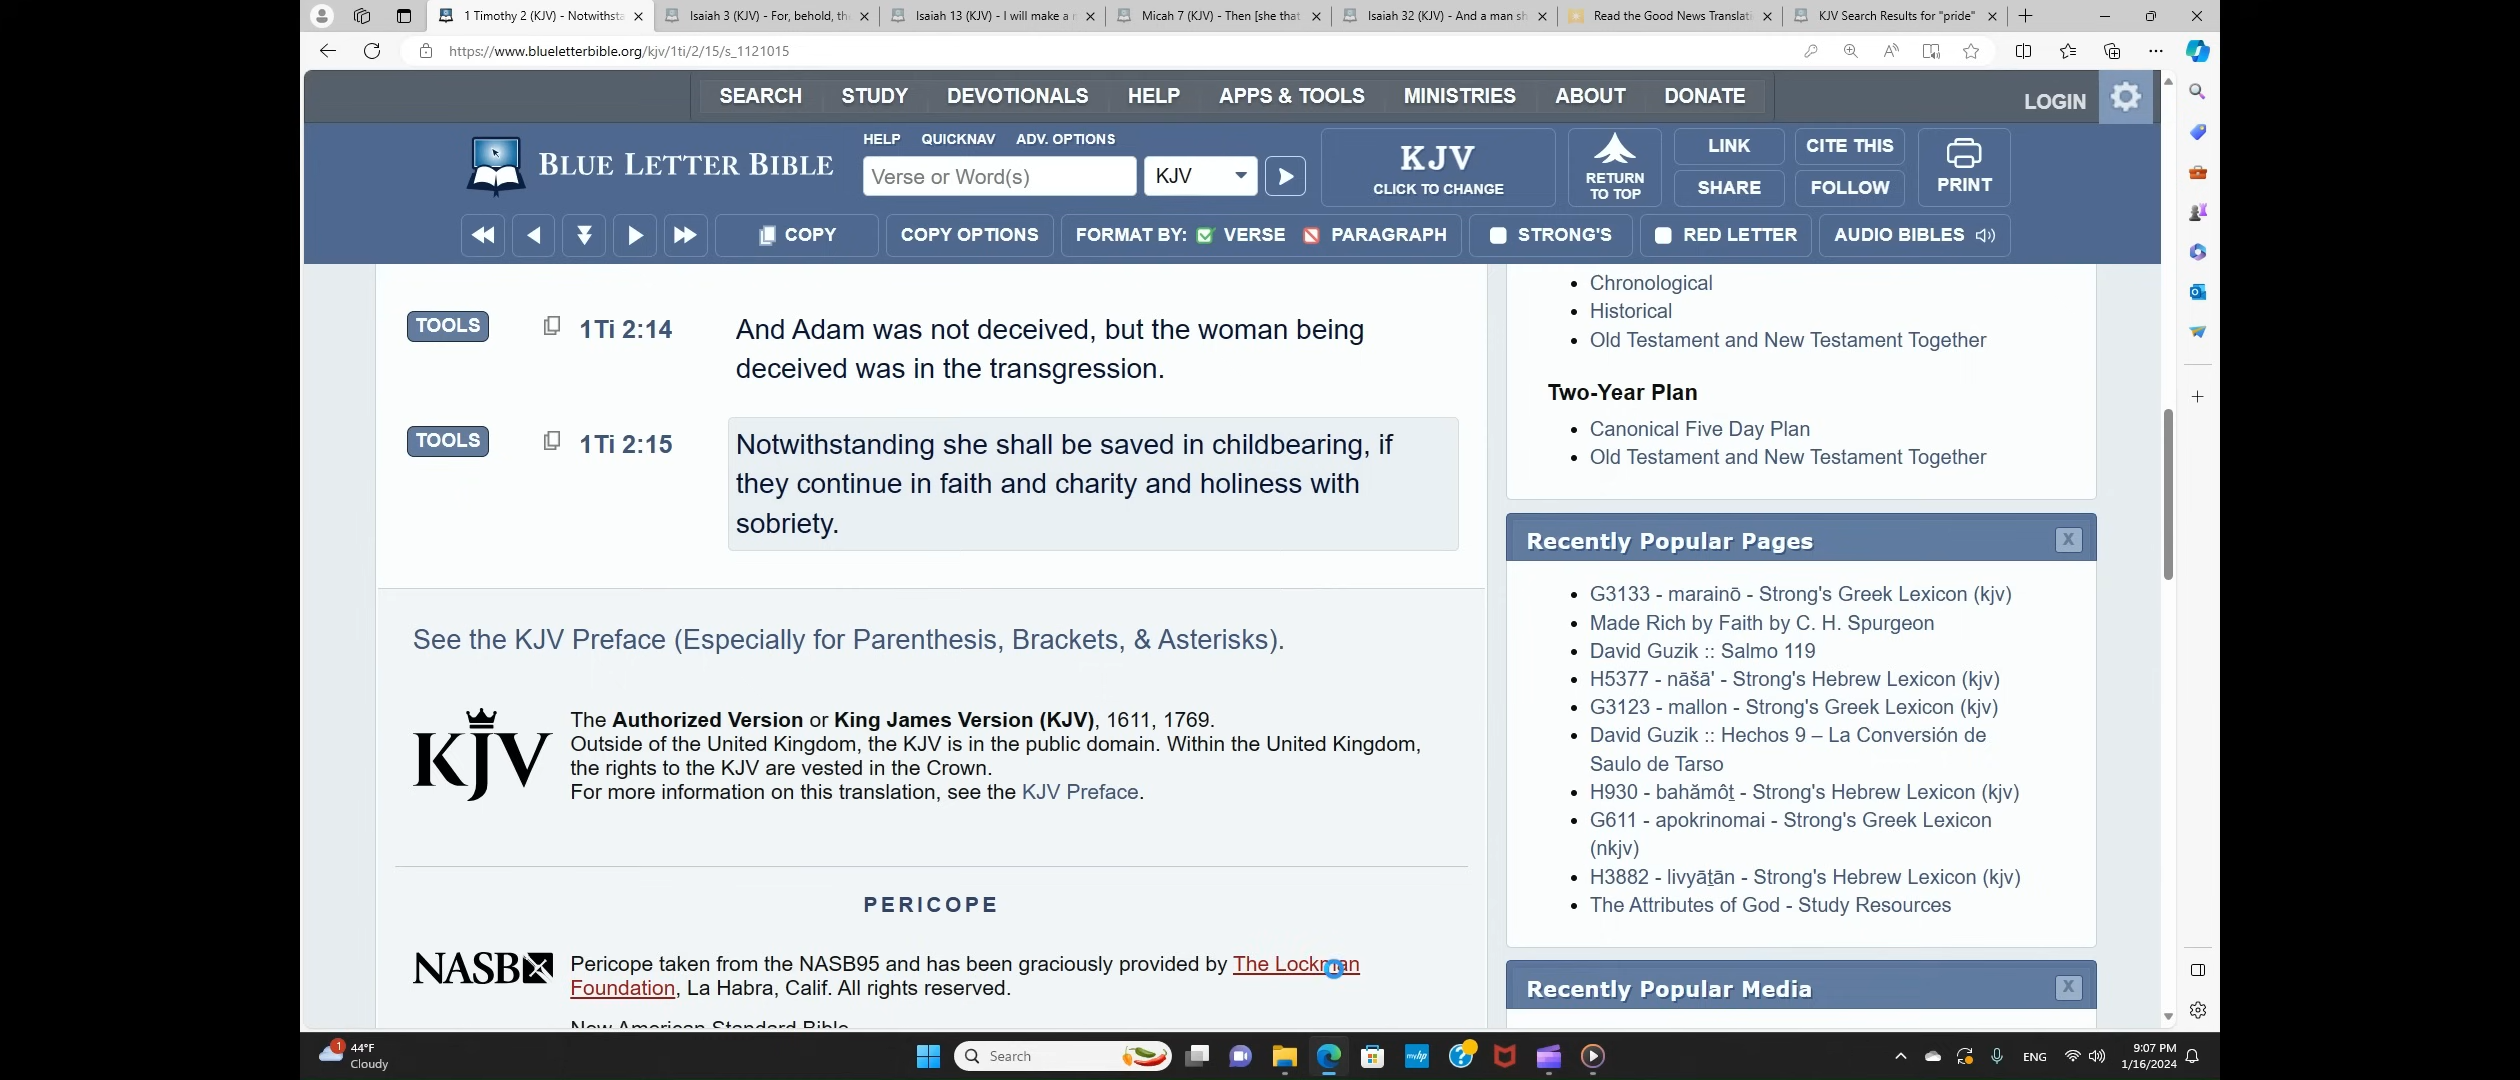 1 Timothy 2 (KJV) - Notwithsta
Isaiah 3 (KJV) - For, behold, th
Isaiah 13 (KJV) - I will make a
Micah 7 (KJV) - Then [she that
Isaiah 32 (KJV) - And a man sh
Read the Good News Translati
KJV Search Results for "pride"
https://www.blueletterbible.org/kjv/1ti/2/15/s_1121015
SEARCH STUDY DEVOTIONALS HELP APPS & TOOLS MINISTRIES ABOUT DONATE
LOGIN
BLUE LETTER BIBLE
HELP QUICKNAV ADV. OPTIONS
Verse or Word(s)
KJV
KJV
CLICK TO CHANGE
RETURN
TO TOP
LINK
CITE THIS
SHARE
FOLLOW
PRINT
COPY
COPY OPTIONS
FORMAT BY: VERSE PARAGRAPH
STRONG'S
RED LETTER
AUDIO BIBLES
TOOLS
1Ti 2:14
And Adam was not deceived, but the woman being
deceived was in the transgression.
TOOLS
1Ti 2:15
Notwithstanding she shall be saved in childbearing, if
they continue in faith and charity and holiness with
sobriety.
See the KJV Preface (Especially for Parenthesis, Brackets, & Asterisks).
KJV
The Authorized Version or King James Version (KJV), 1611, 1769.
Outside of the United Kingdom, the KJV is in the public domain. Within the United Kingdom,
the rights to the KJV are vested in the Crown.
For more information on this translation, see the KJV Preface.
PERICOPE
NASB
Pericope taken from the NASB95 and has been graciously provided by The Lockman
Foundation, La Habra, Calif. All rights reserved.
New American Standard Bible
Chronological
Historical
Old Testament and New Testament Together
Two-Year Plan
Canonical Five Day Plan
Old Testament and New Testament Together
Recently Popular Pages
X
G3133 - marainō - Strong's Greek Lexicon (kjv)
Made Rich by Faith by C. H. Spurgeon
David Guzik :: Salmo 119
H5377 - nāšā' - Strong's Hebrew Lexicon (kjv)
G3123 - mallon - Strong's Greek Lexicon (kjv)
David Guzik :: Hechos 9 – La Conversión de
Saulo de Tarso
H930 - bahămôṯ - Strong's Hebrew Lexicon (kjv)
G611 - apokrinomai - Strong's Greek Lexicon
(nkjv)
H3882 - livyāṯān - Strong's Hebrew Lexicon (kjv)
The Attributes of God - Study Resources
Recently Popular Media
X
1
44°F
Cloudy
Search
myhp
ENG
9:07 PM
1/16/2024